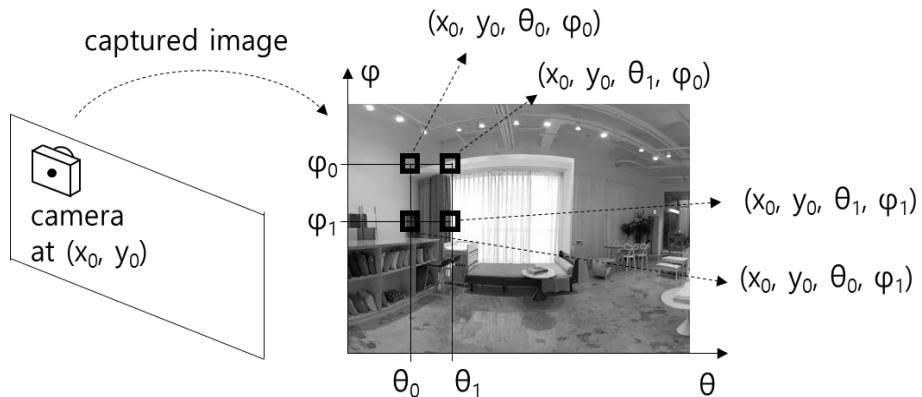 captured image
(x₀, y₀, θ₀, φ₀)
(x₀, y₀, θ₁, φ₀)
φ
φ₀
φ₁
camera
at (x₀, y₀)
(x₀, y₀, θ₁, φ₁)
(x₀, y₀, θ₀, φ₁)
θ₀
θ₁
θ